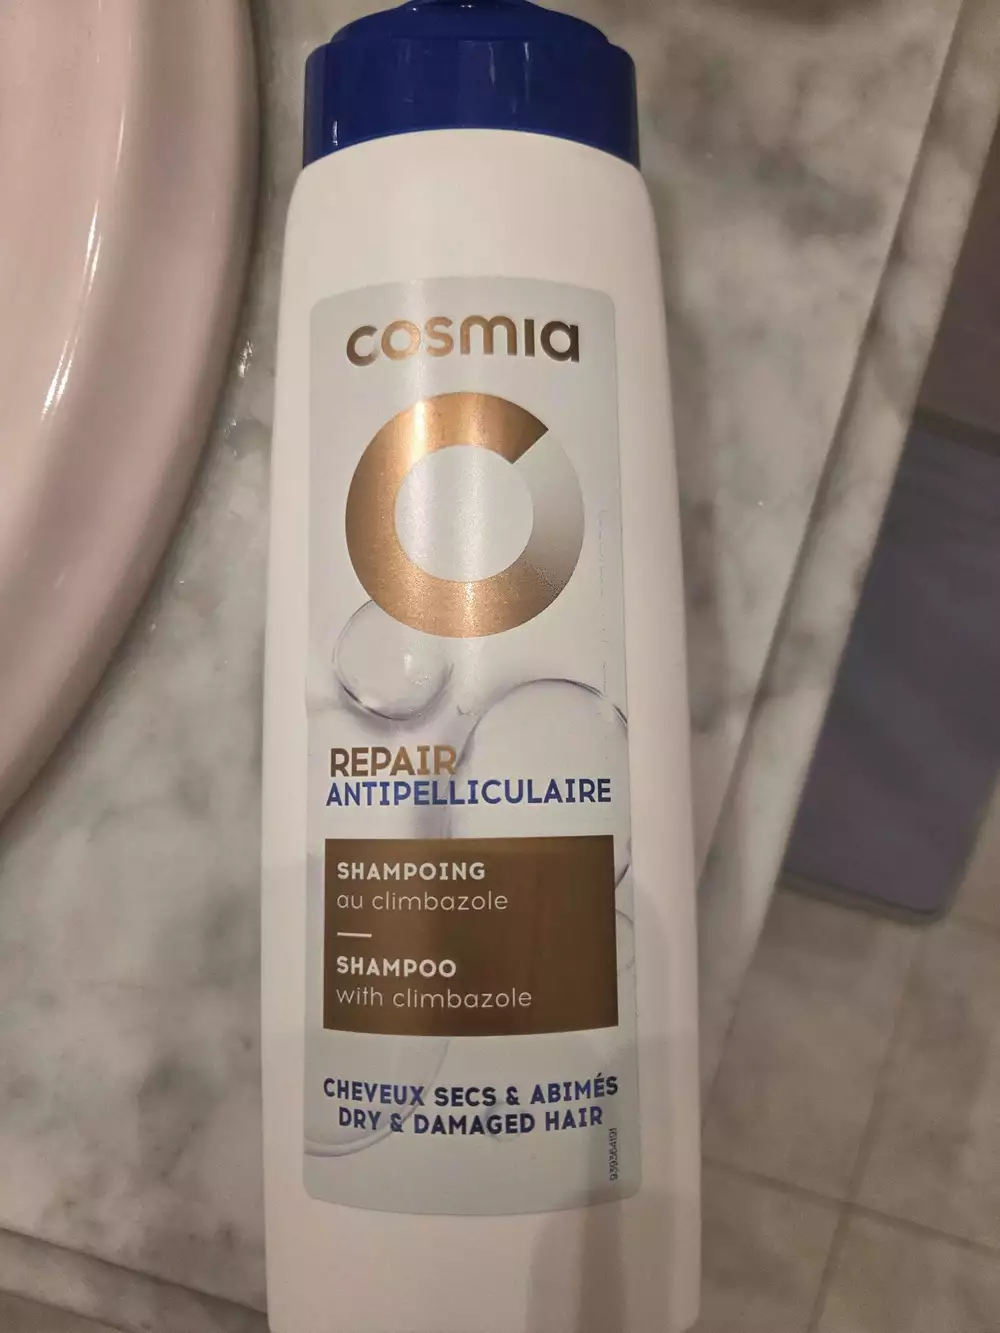 cosmia
REPAIR
ANTIPELLICULAIRE
SHAMPOING
au climbazole
SHAMPOO
with climbazole
CHEVEUX SECS & ABIMÉS
DRY & DAMAGED HAIR